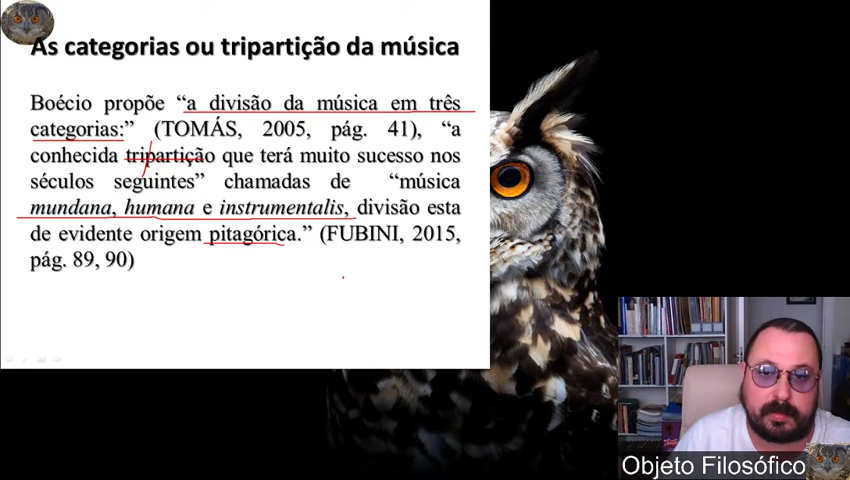 As categorias ou tripartição da música
Boécio propõe “a divisão da música em três
categorias:” (TOMÁS, 2005, pág. 41), “a
conhecida tripartição que terá muito sucesso nos
séculos seguintes” chamadas de “música
mundana, humana e instrumentalis, divisão esta
de evidente origem pitagórica.” (FUBINI, 2015,
pág. 89, 90)
Objeto Filosófico